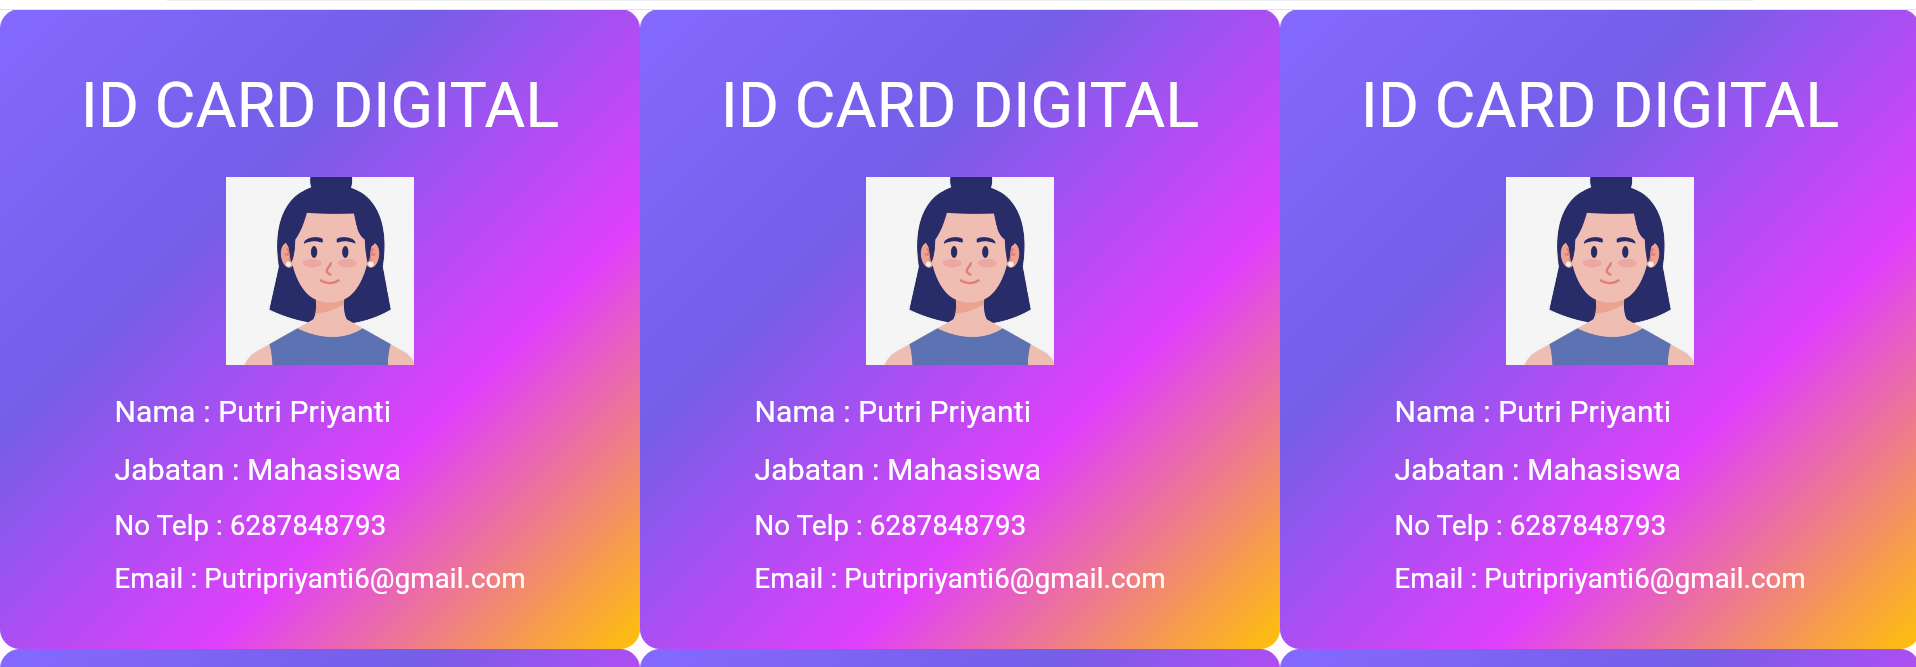 ID CARD DIGITAL
Nama : Putri Priyanti
Jabatan : Mahasiswa
No Telp : 6287848793
Email : Putripriyanti6@gmail.com
ID CARD DIGITAL
Nama : Putri Priyanti
Jabatan : Mahasiswa
No Telp : 6287848793
Email : Putripriyanti6@gmail.com
ID CARD DIGITAL
Nama : Putri Priyanti
Jabatan : Mahasiswa
No Telp : 6287848793
Email : Putripriyanti6@gmail.com